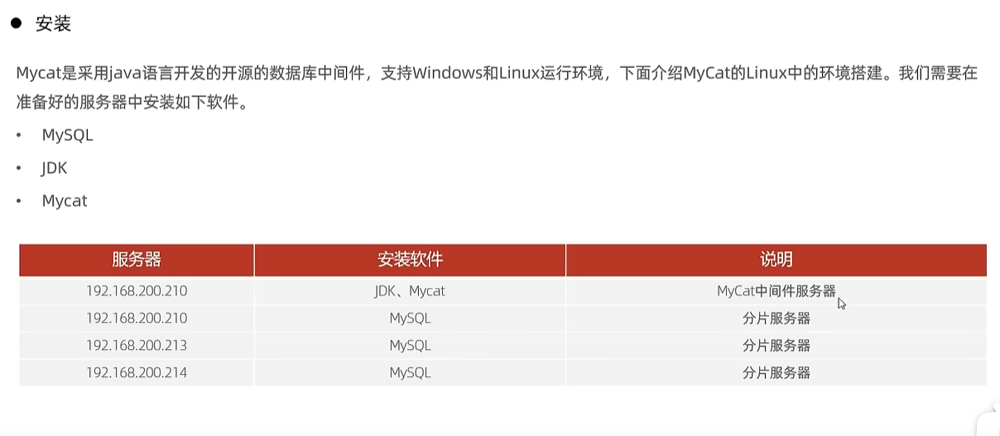 ● 安装
Mycat是采用java语言开发的开源的数据库中间件，支持Windows和Linux运行环境，下面介绍MyCat的Linux中的环境搭建。我们需要在
准备好的服务器中安装如下软件。
• MySQL
• JDK
• Mycat
服务器 安装软件 说明
192.168.200.210 JDK、Mycat MyCat中间件服务器
192.168.200.210 MySQL 分片服务器
192.168.200.213 MySQL 分片服务器
192.168.200.214 MySQL 分片服务器